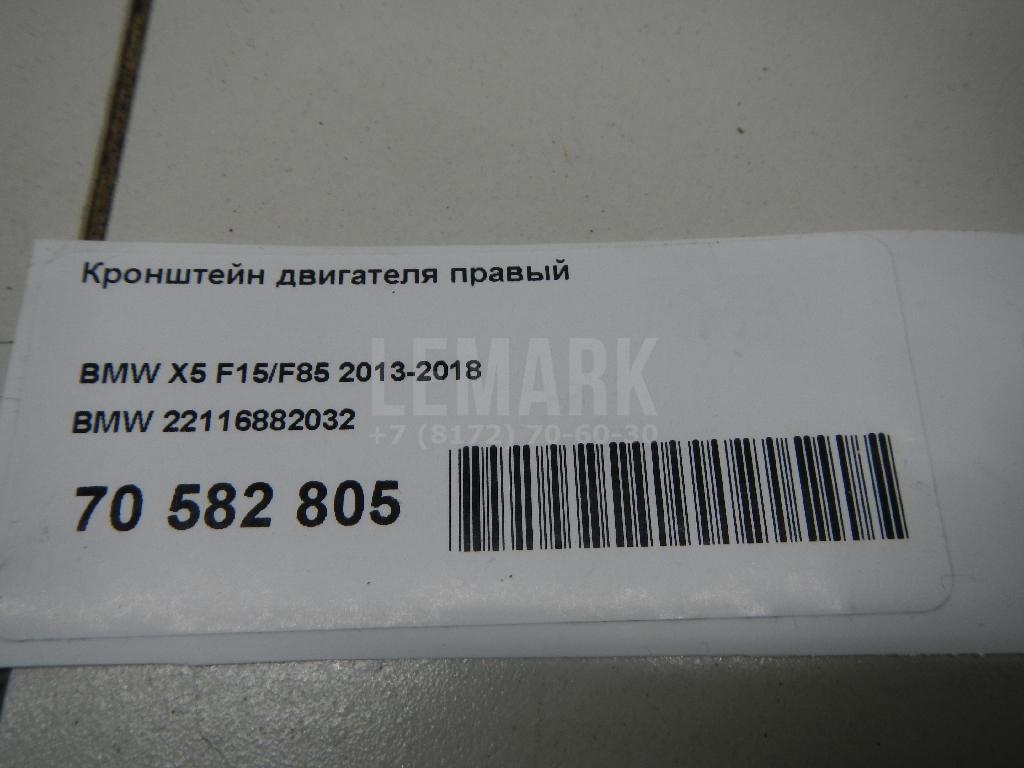 Кронштейн двигателя правый
BMW X5 F15/F85 2013-2018
BMW 22116882032
70 582 805
LEMARK
+7 (8172) 70-60-30